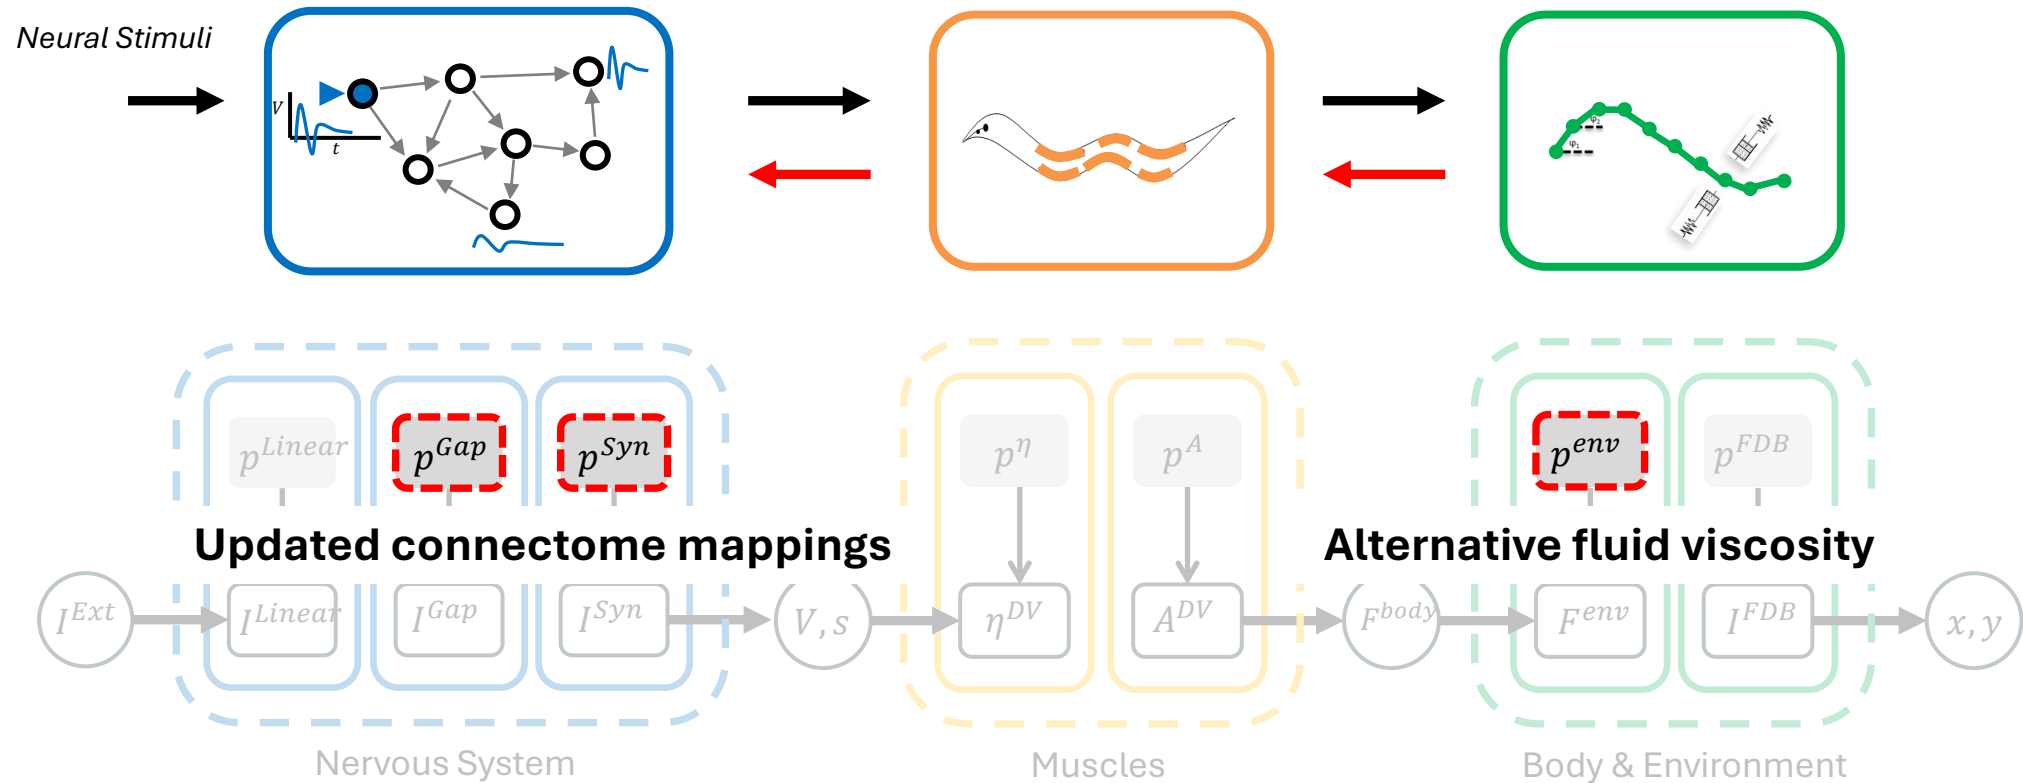 Neural Stimuli
V
t
φ₂
φ₁
p^{Linear} p^{Gap} p^{Syn} p^{η} p^{A} p^{env} p^{FDB}
Updated connectome mappings Alternative fluid viscosity
I^{Ext} I^{Linear} I^{Gap} I^{Syn} V, s η^{DV} A^{DV} F^{body} F^{env} I^{FDB} x, y
Nervous System Muscles Body & Environment